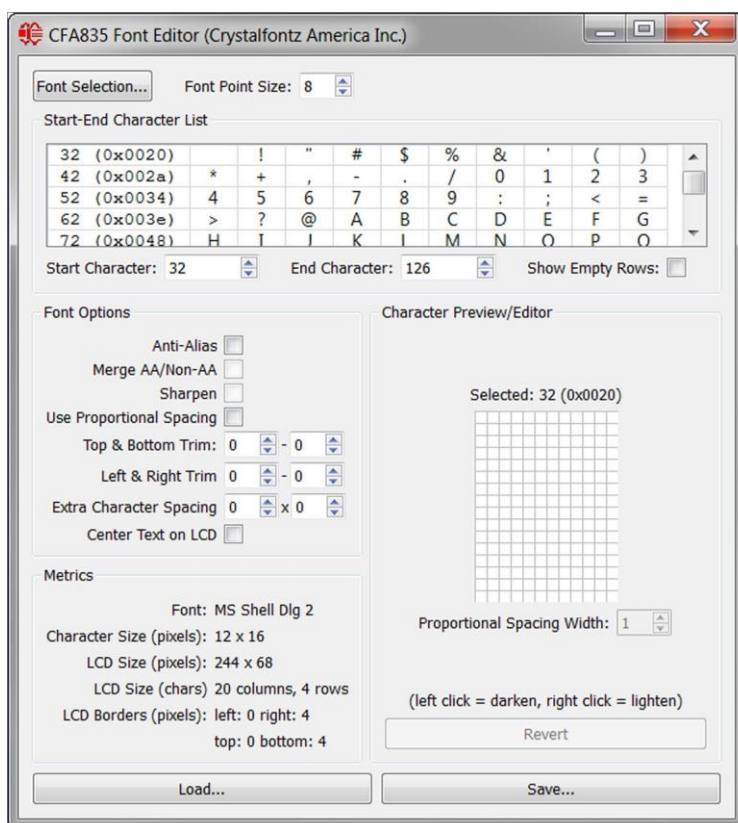 CFA835 Font Editor (Crystalfontz America Inc.)
Font Selection... Font Point Size: 8
Start-End Character List
32 (0x0020) ! " # $ % & ' ( )
42 (0x002a) * + , - . / 0 1 2 3
52 (0x0034) 4 5 6 7 8 9 : ; < =
62 (0x003e) > ? @ A B C D E F G
72 (0x0048) H I J K L M N O P Q
Start Character: 32 End Character: 126 Show Empty Rows:
Font Options
Anti-Alias
Merge AA/Non-AA
Sharpen
Use Proportional Spacing
Top & Bottom Trim: 0 - 0
Left & Right Trim 0 - 0
Extra Character Spacing 0 x 0
Center Text on LCD
Character Preview/Editor
Selected: 32 (0x0020)
Proportional Spacing Width: 1
(left click = darken, right click = lighten)
Revert
Metrics
Font: MS Shell Dlg 2
Character Size (pixels): 12 x 16
LCD Size (pixels): 244 x 68
LCD Size (chars) 20 columns, 4 rows
LCD Borders (pixels): left: 0 right: 4
top: 0 bottom: 4
Load... Save...